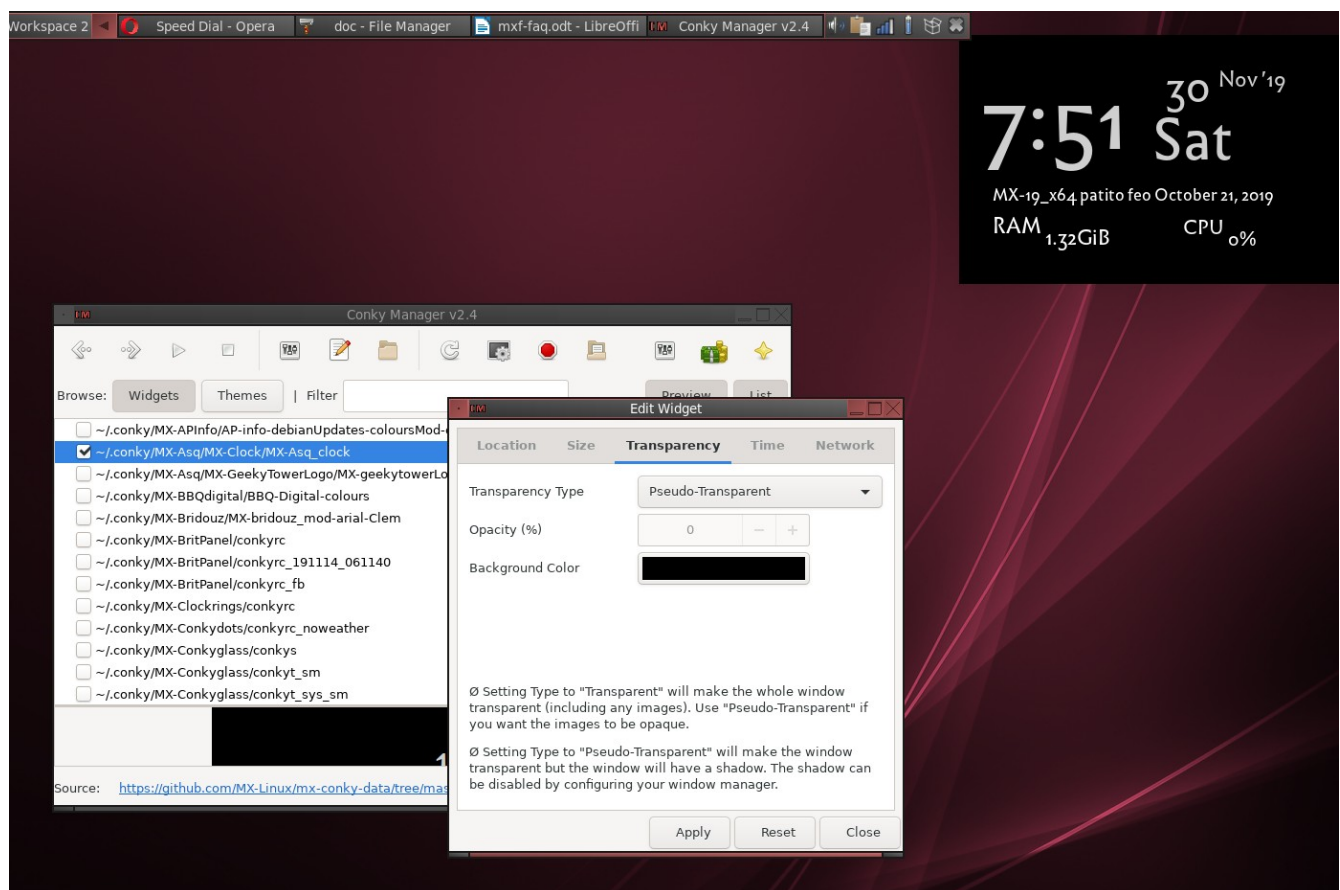 Workspace 2 Speed Dial - Opera doc - File Manager mxf-faq.odt - LibreOffi CM Conky Manager v2.4
30 Nov '19
7:51 Sat
MX-19_x64 patito feo October 21, 2019
RAM 1.32GiB CPU 0%
CM Conky Manager v2.4
Browse: Widgets Themes | Filter Preview List
~/.conky/MX-APInfo/AP-info-debianUpdates-coloursMod-
~/.conky/MX-Asq/MX-Clock/MX-Asq_clock
~/.conky/MX-Asq/MX-GeekyTowerLogo/MX-geekytowerLo
~/.conky/MX-BBQdigital/BBQ-Digital-colours
~/.conky/MX-Bridouz/MX-bridouz_mod-arial-Clem
~/.conky/MX-BritPanel/conkyrc
~/.conky/MX-BritPanel/conkyrc_191114_061140
~/.conky/MX-BritPanel/conkyrc_fb
~/.conky/MX-Clockrings/conkyrc
~/.conky/MX-Conkydots/conkyrc_noweather
~/.conky/MX-Conkyglass/conkys
~/.conky/MX-Conkyglass/conkyt_sm
~/.conky/MX-Conkyglass/conkyt_sys_sm
1
Source: https://github.com/MX-Linux/mx-conky-data/tree/mas
CM Edit Widget
Location Size Transparency Time Network
Transparency Type Pseudo-Transparent
Opacity (%) 0 − +
Background Color
Ø Setting Type to "Transparent" will make the whole window
transparent (including any images). Use "Pseudo-Transparent" if
you want the images to be opaque.
Ø Setting Type to "Pseudo-Transparent" will make the window
transparent but the window will have a shadow. The shadow can
be disabled by configuring your window manager.
Apply Reset Close